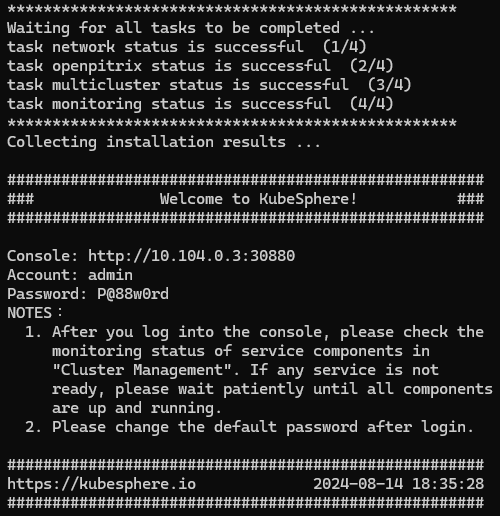 **************************************************
Waiting for all tasks to be completed ...
task network status is successful  (1/4)
task openpitrix status is successful  (2/4)
task multicluster status is successful  (3/4)
task monitoring status is successful  (4/4)
**************************************************
Collecting installation results ...
#####################################################
###              Welcome to KubeSphere!           ###
#####################################################
Console: http://10.104.0.3:30880
Account: admin
Password: P@88w0rd
NOTES：
  1. After you log into the console, please check the
     monitoring status of service components in
     "Cluster Management". If any service is not
     ready, please wait patiently until all components
     are up and running.
  2. Please change the default password after login.
#####################################################
https://kubesphere.io             2024-08-14 18:35:28
#####################################################